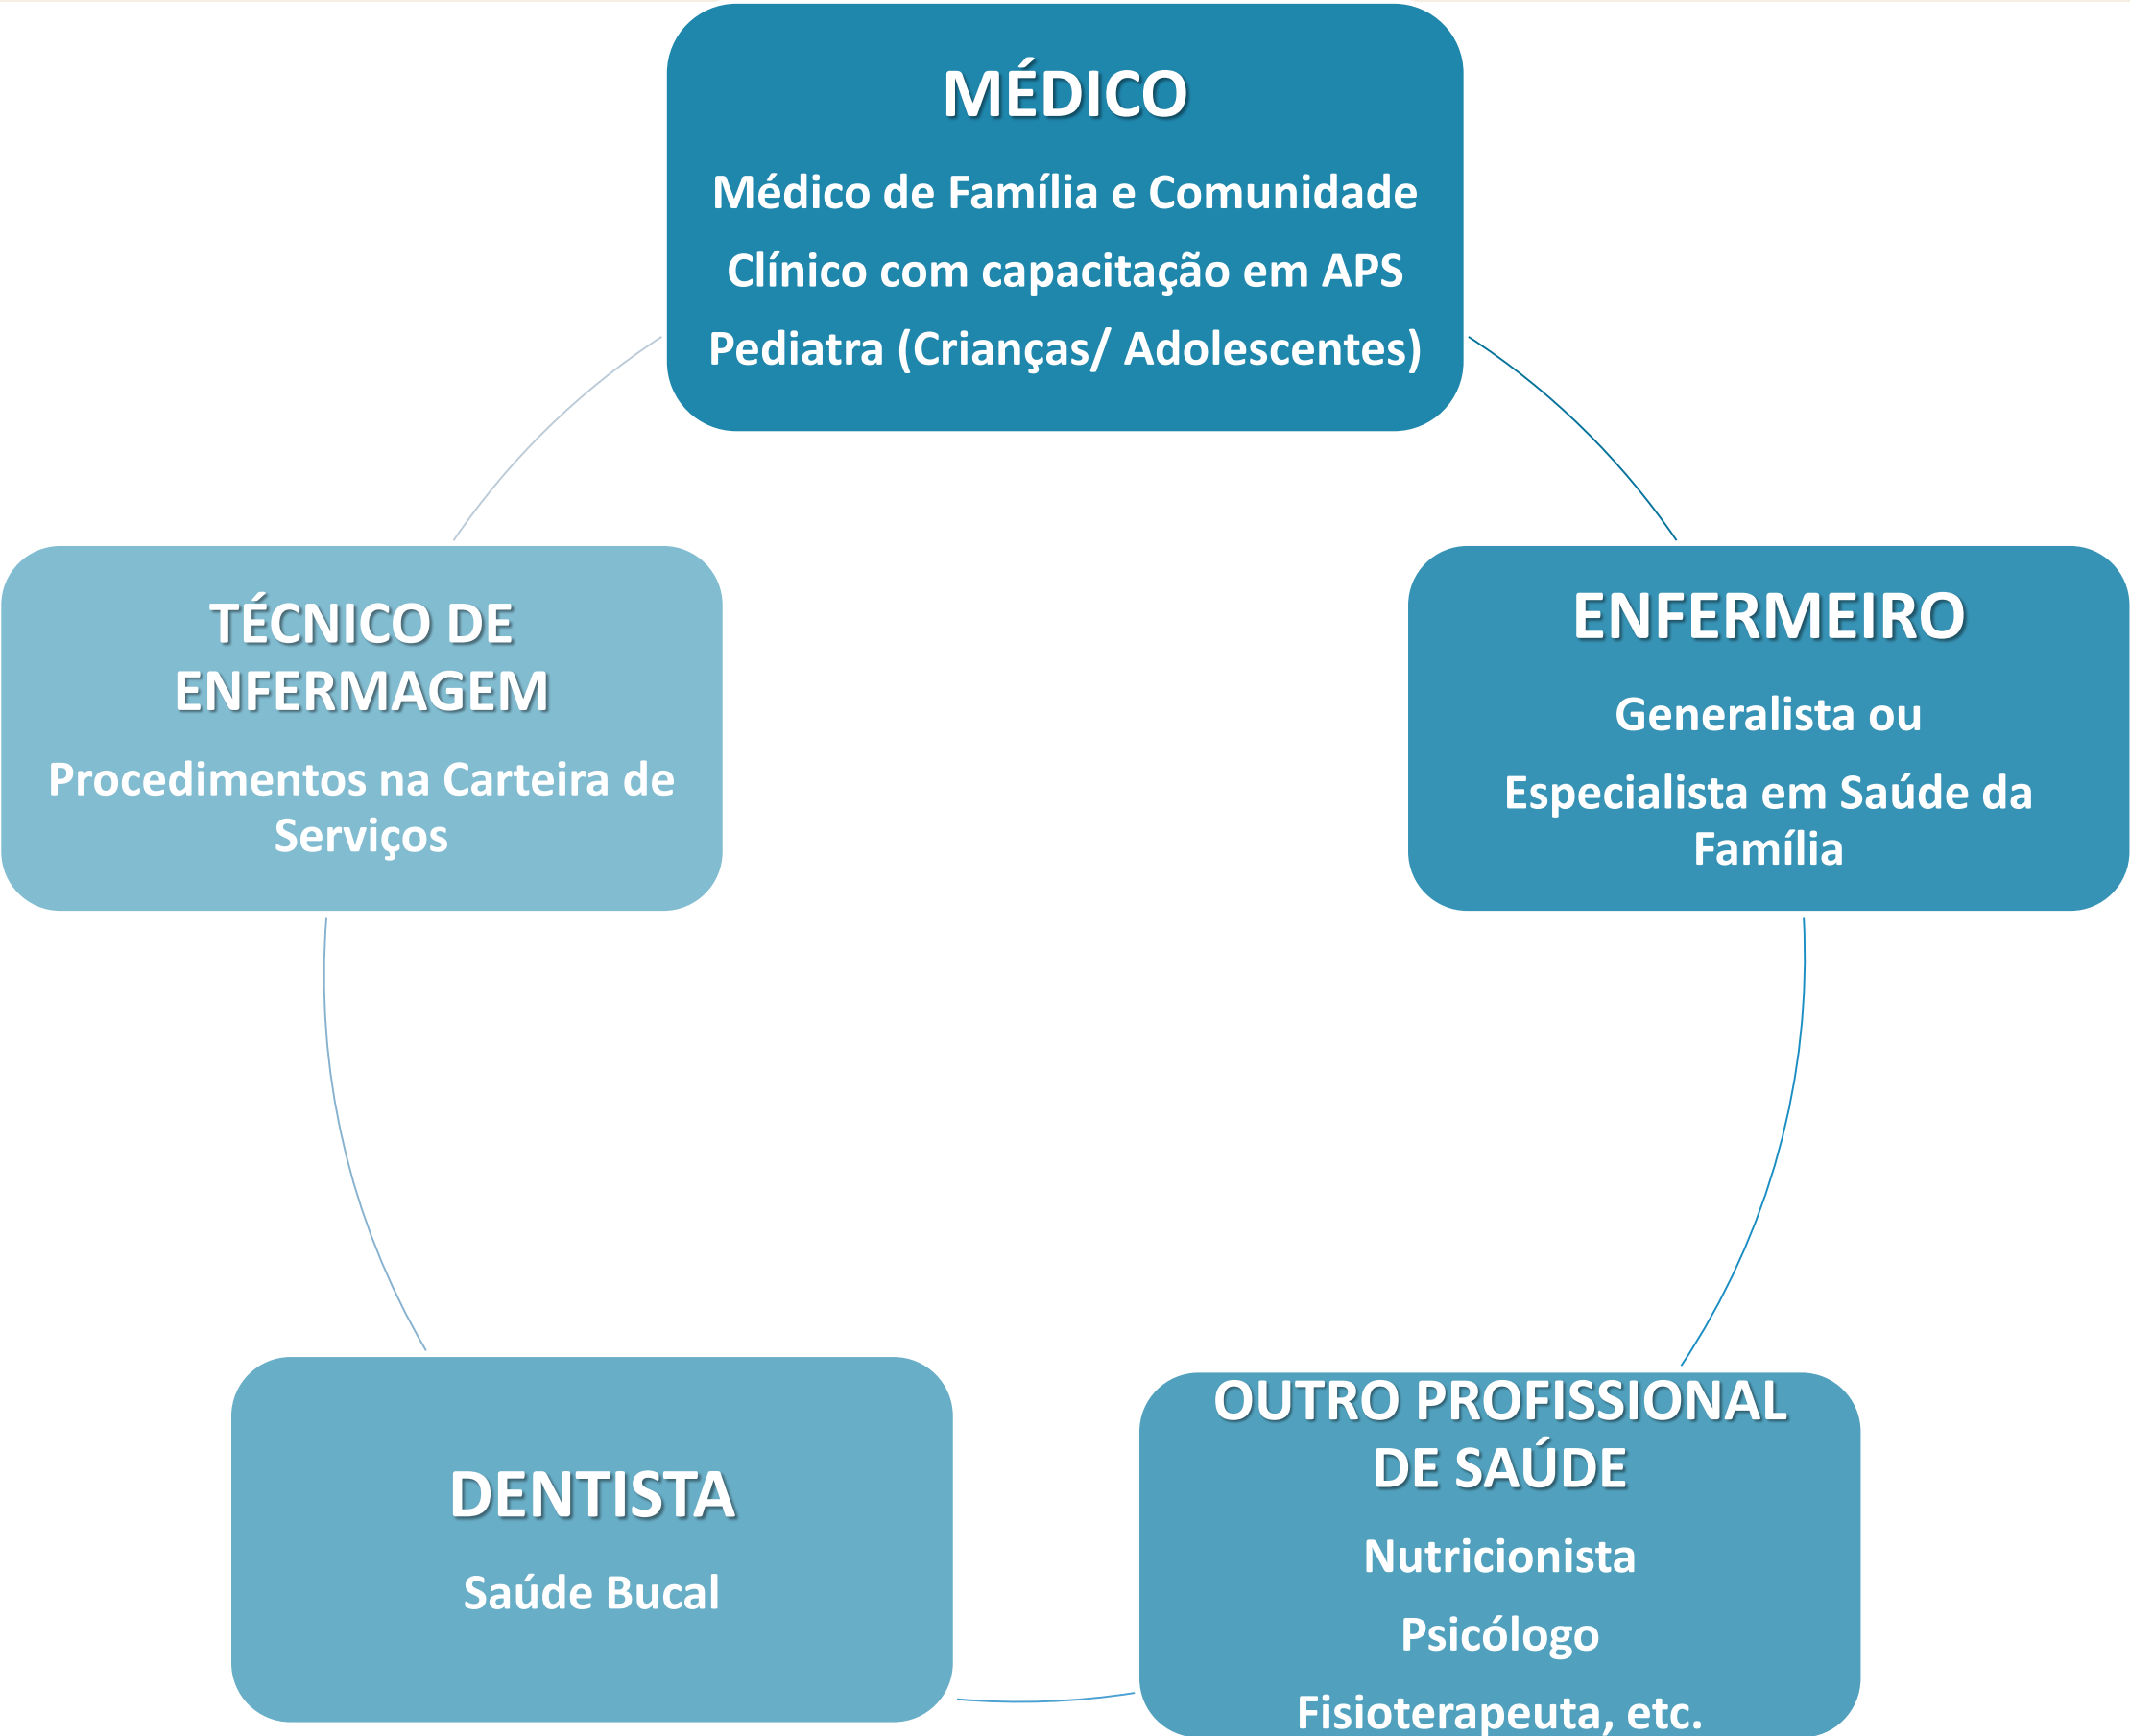 MÉDICO
Médico de Família e Comunidade
Clínico com capacitação em APS
Pediatra (Crianças/ Adolescentes)
ENFERMEIRO
Generalista ou
Especialista em Saúde da
Família
OUTRO PROFISSIONAL
DE SAÚDE
Nutricionista
Psicólogo
Fisioterapeuta, etc.
DENTISTA
Saúde Bucal
TÉCNICO DE
ENFERMAGEM
Procedimentos na Carteira de
Serviços